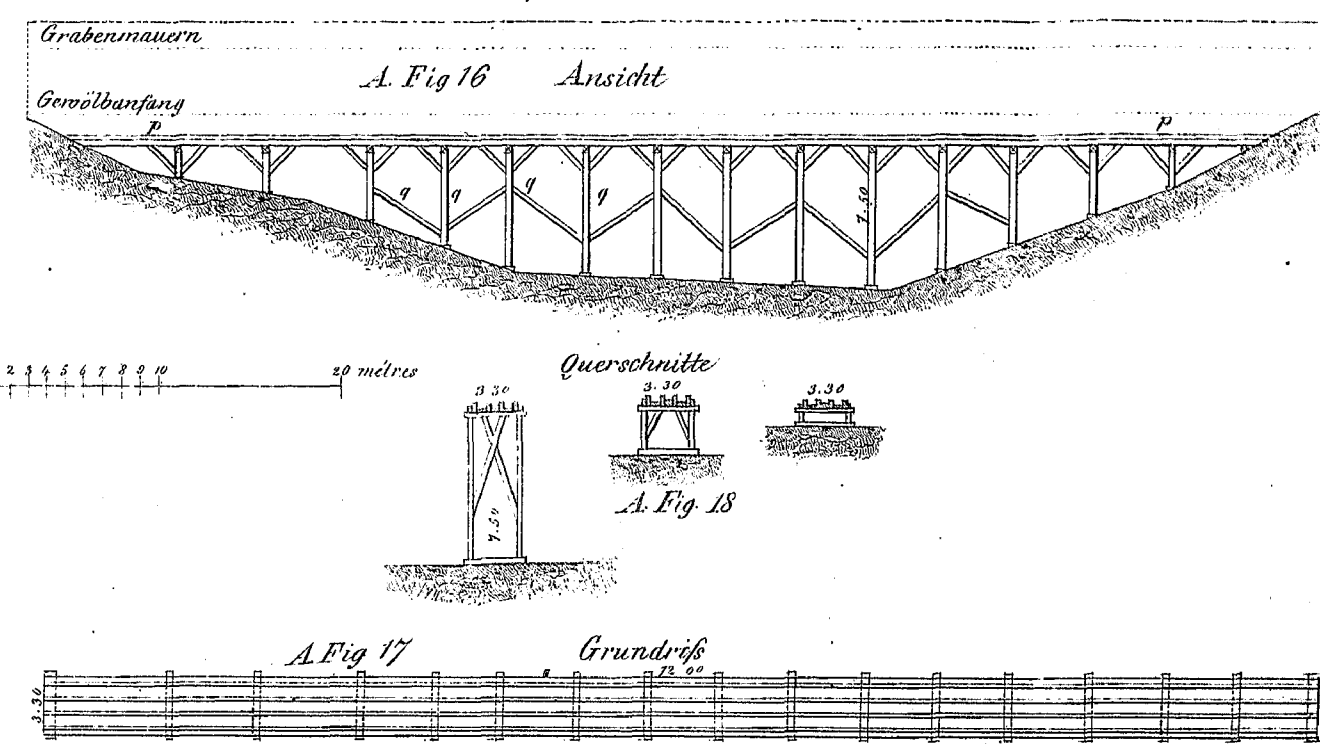 Grabenmauern
A. Fig 16 Ansicht
Gewölbanfang
p p
q q q q 7.50
2 3 4 5 6 7 8 9 10 20 métres
Querschnitte
3 30 3.30 3.30
A. Fig. 18
7.50
A Fig 17 Grundriſs
12 00
3.30